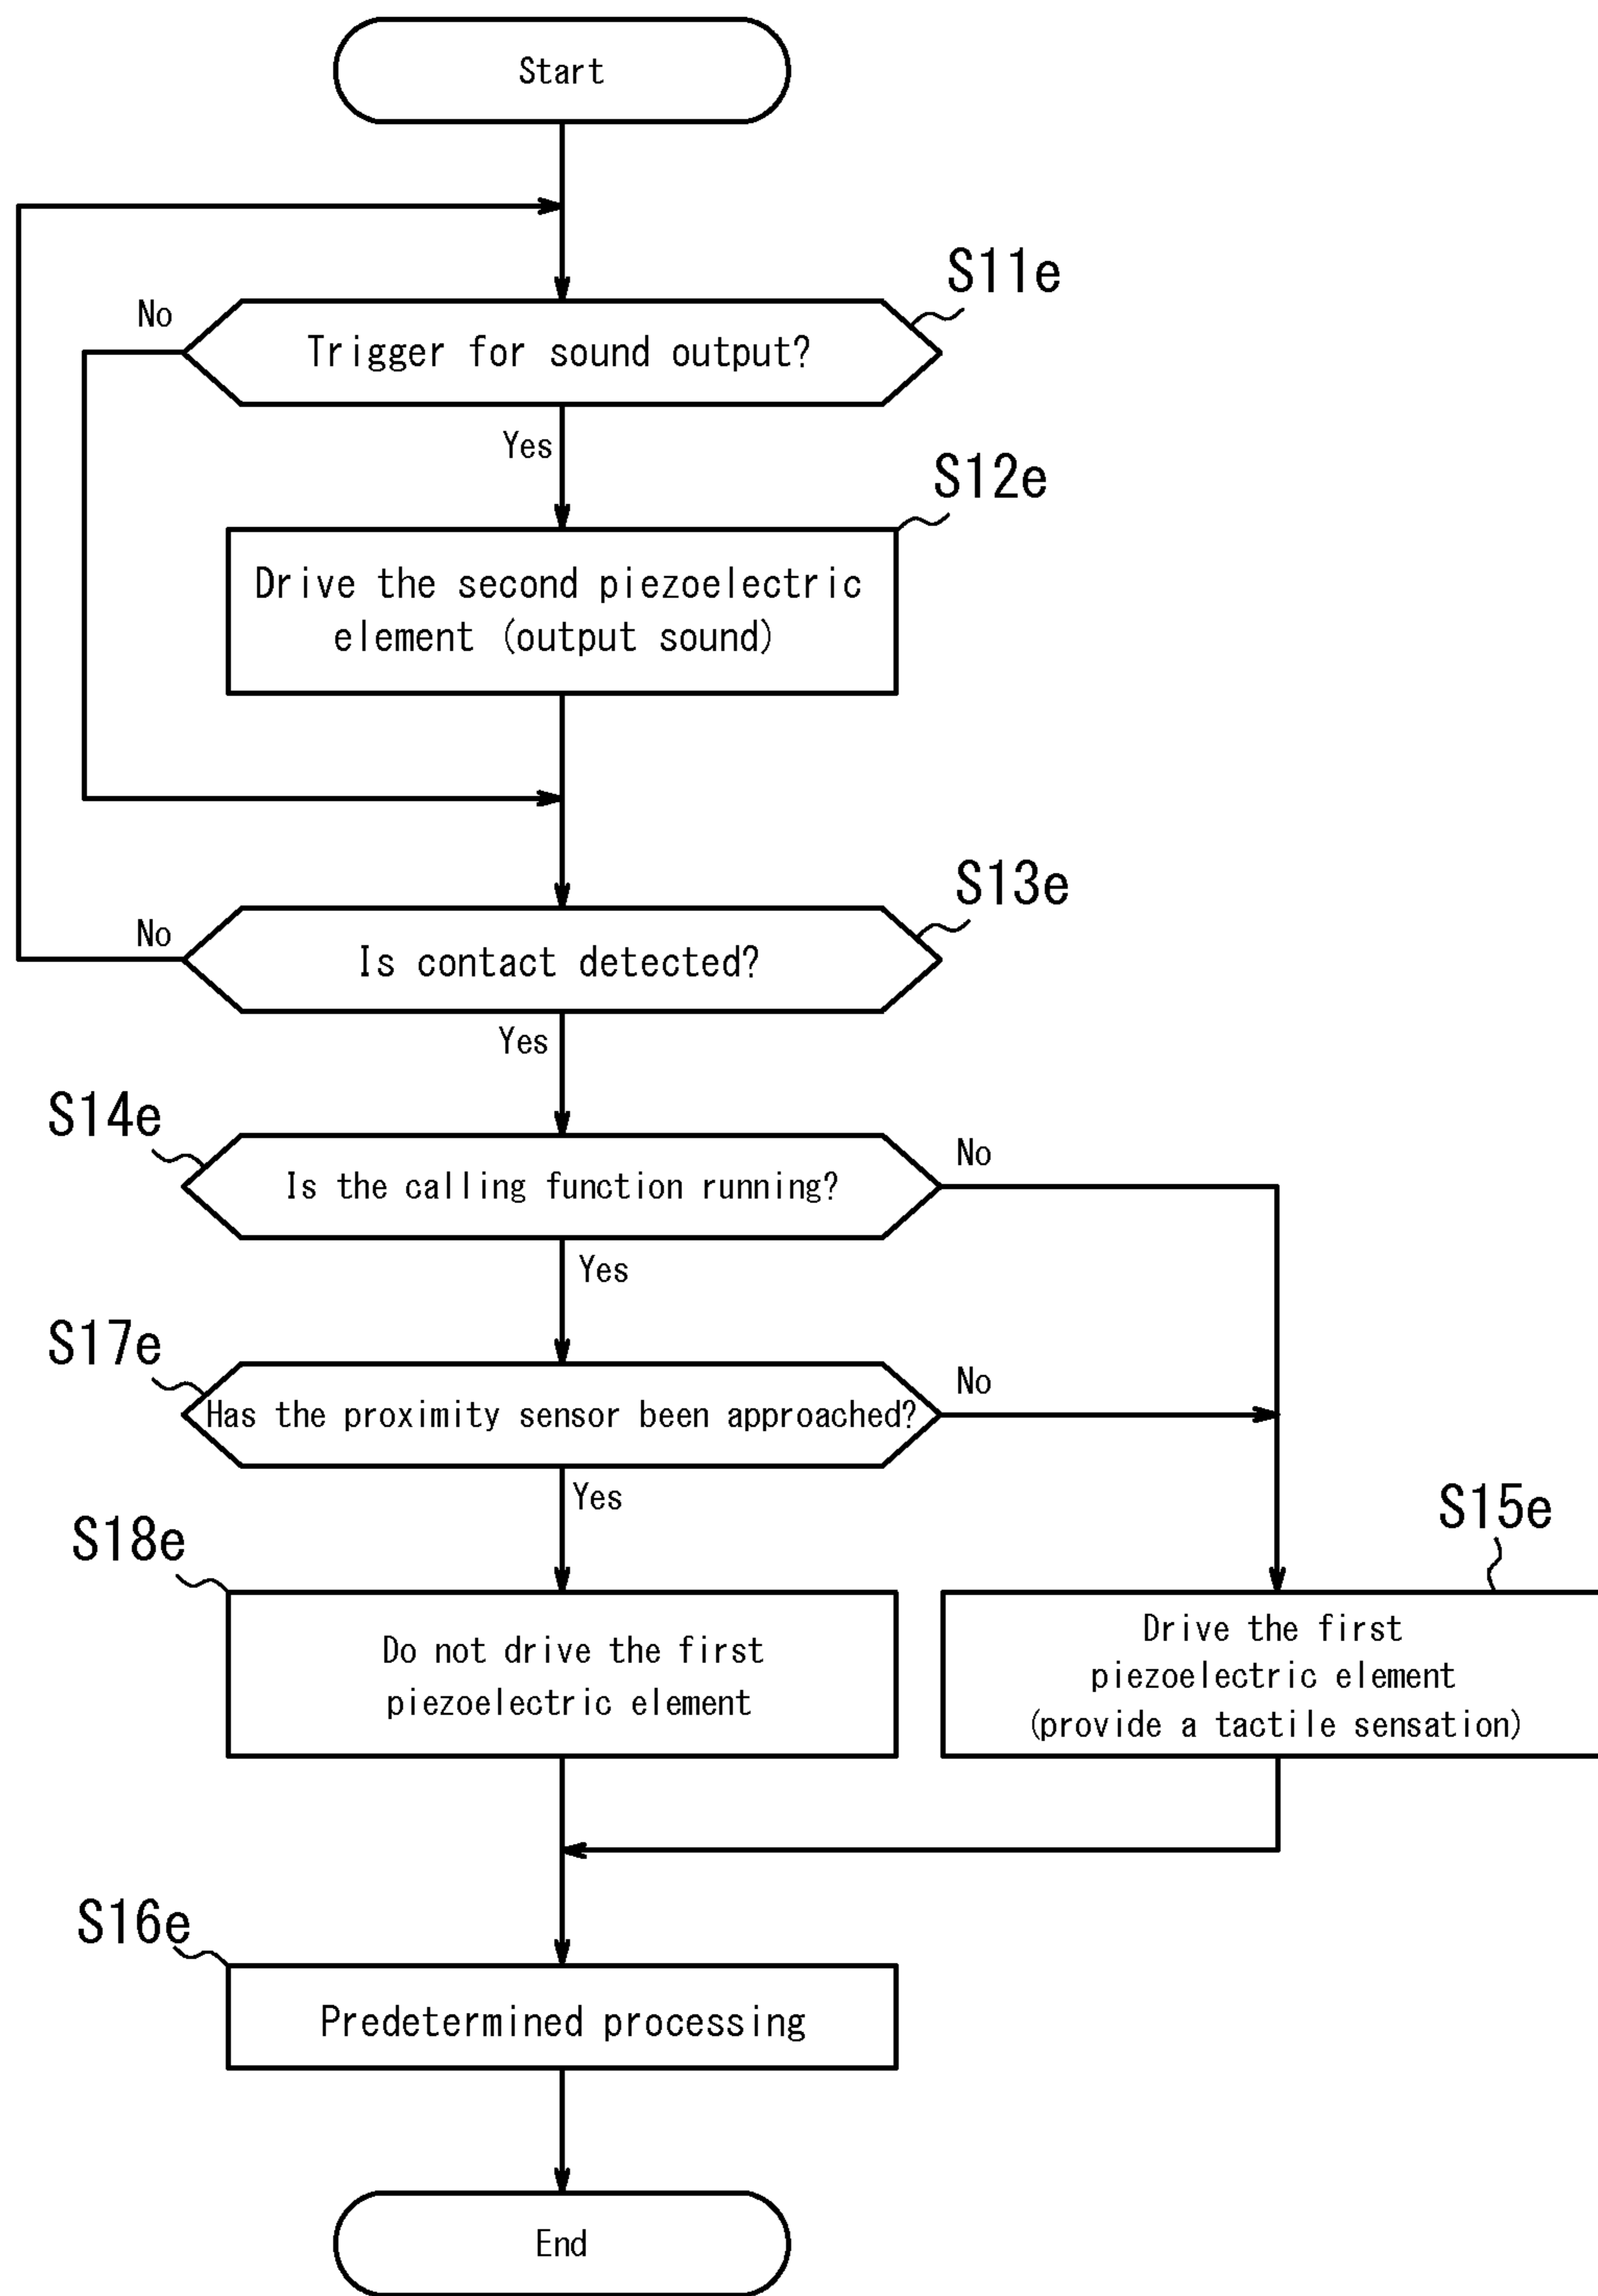 Start
S11e
No
Trigger for sound output?
Yes
S12e
Drive the second piezoelectric
element (output sound)
S13e
No
Is contact detected?
Yes
S14e
No
Is the calling function running?
Yes
S17e
No
Has the proximity sensor been approached?
Yes
S18e
Do not drive the first
piezoelectric element
S15e
Drive the first
piezoelectric element
(provide a tactile sensation)
S16e
Predetermined processing
End